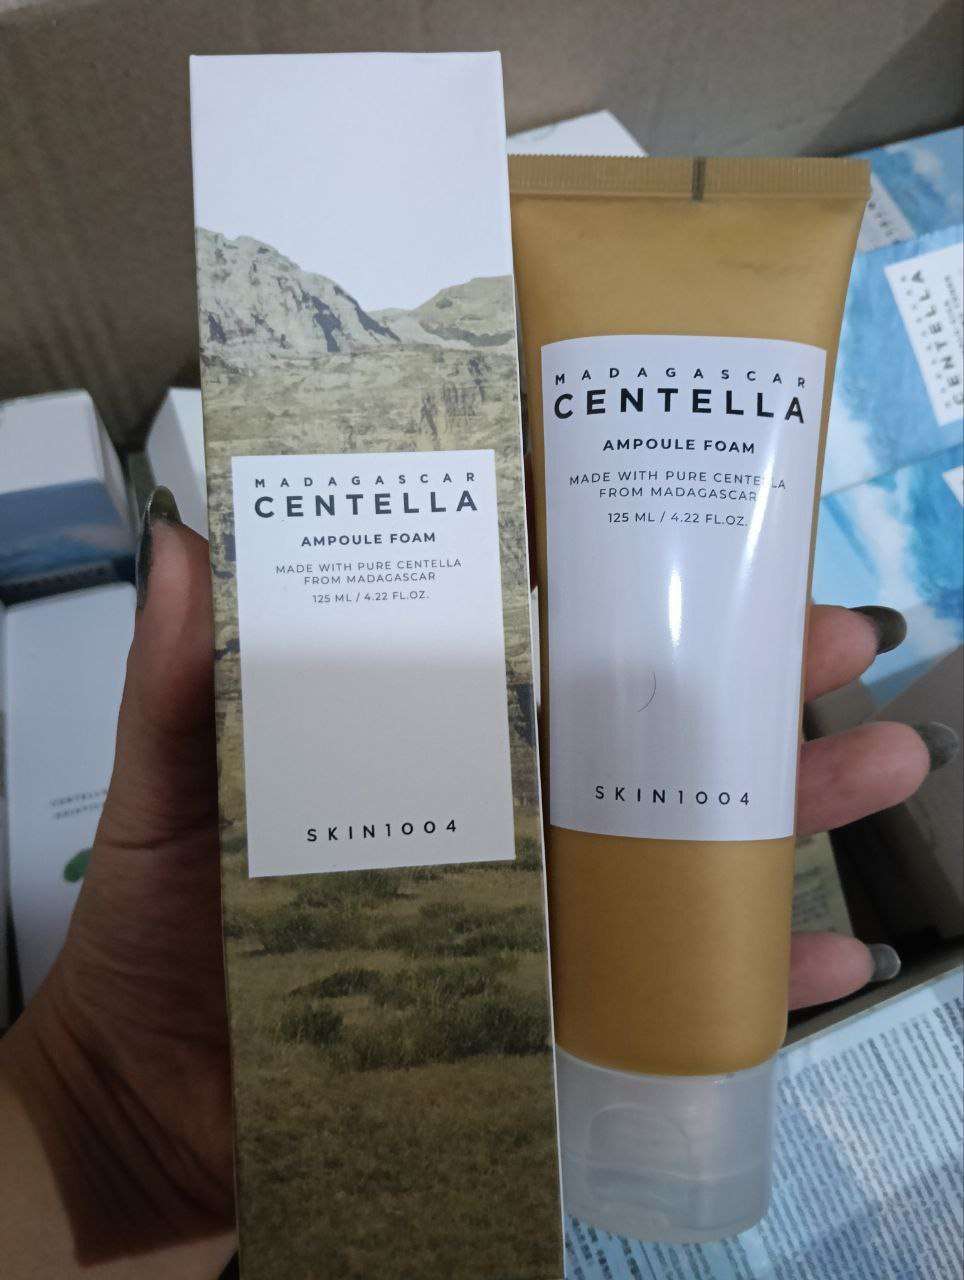 MADAGASCAR
CENTELLA
AMPOULE FOAM
MADE WITH PURE CENTELLA
FROM MADAGASCAR
125 ML / 4.22 FL.OZ.
SKIN1004
MADAGASCAR
CENTELLA
AMPOULE FOAM
MADE WITH PURE CENTELLA
FROM MADAGASCAR
125 ML / 4.22 FL.OZ.
SKIN1004
CENTELLA